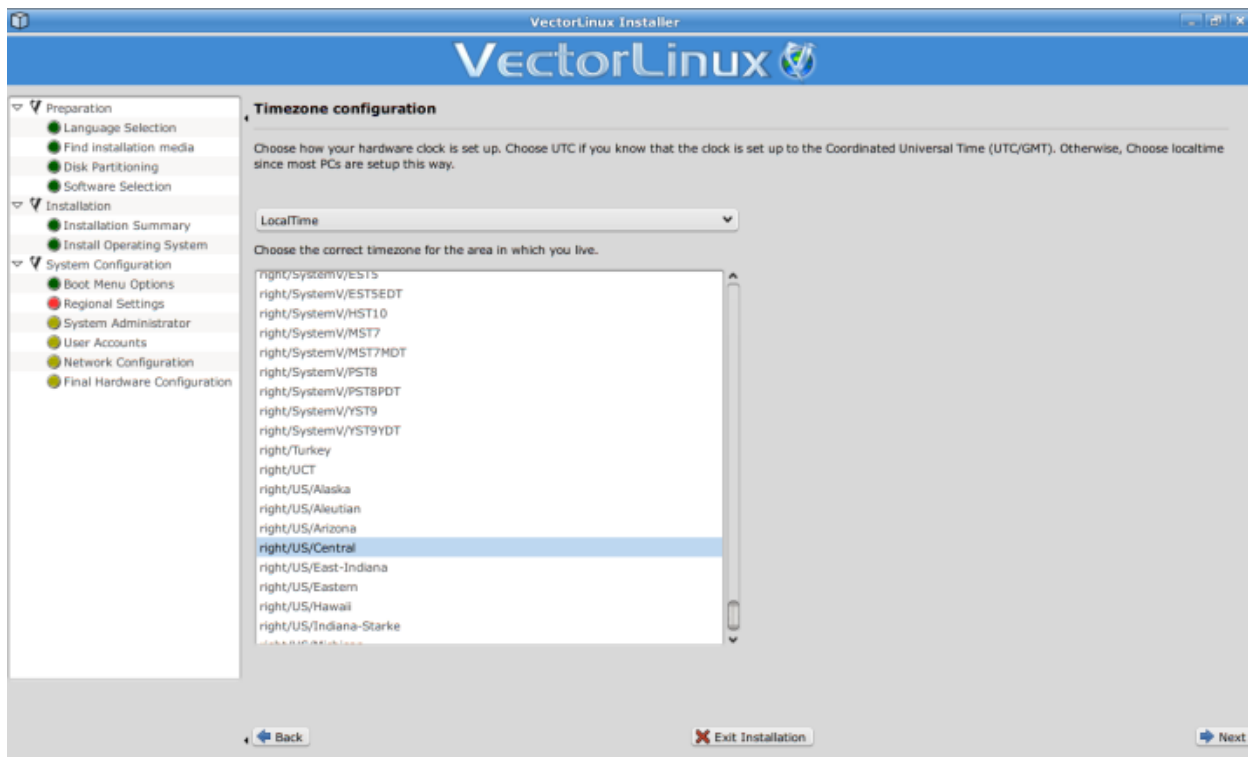 VectorLinux Installer
VectorLinux
Preparation
Language Selection
Find installation media
Disk Partitioning
Software Selection
Installation
Installation Summary
Install Operating System
System Configuration
Boot Menu Options
Regional Settings
System Administrator
User Accounts
Network Configuration
Final Hardware Configuration
Timezone configuration
Choose how your hardware clock is set up. Choose UTC if you know that the clock is set up to the Coordinated Universal Time (UTC/GMT). Otherwise, Choose localtime
since most PCs are setup this way.
LocalTime
Choose the correct timezone for the area in which you live.
right/SystemV/EST5
right/SystemV/EST5EDT
right/SystemV/HST10
right/SystemV/MST7
right/SystemV/MST7MDT
right/SystemV/PST8
right/SystemV/PST8PDT
right/SystemV/YST9
right/SystemV/YST9YDT
right/Turkey
right/UCT
right/US/Alaska
right/US/Aleutian
right/US/Arizona
right/US/Central
right/US/East-Indiana
right/US/Eastern
right/US/Hawaii
right/US/Indiana-Starke
right/US/Michigan
Back
Exit Installation
Next